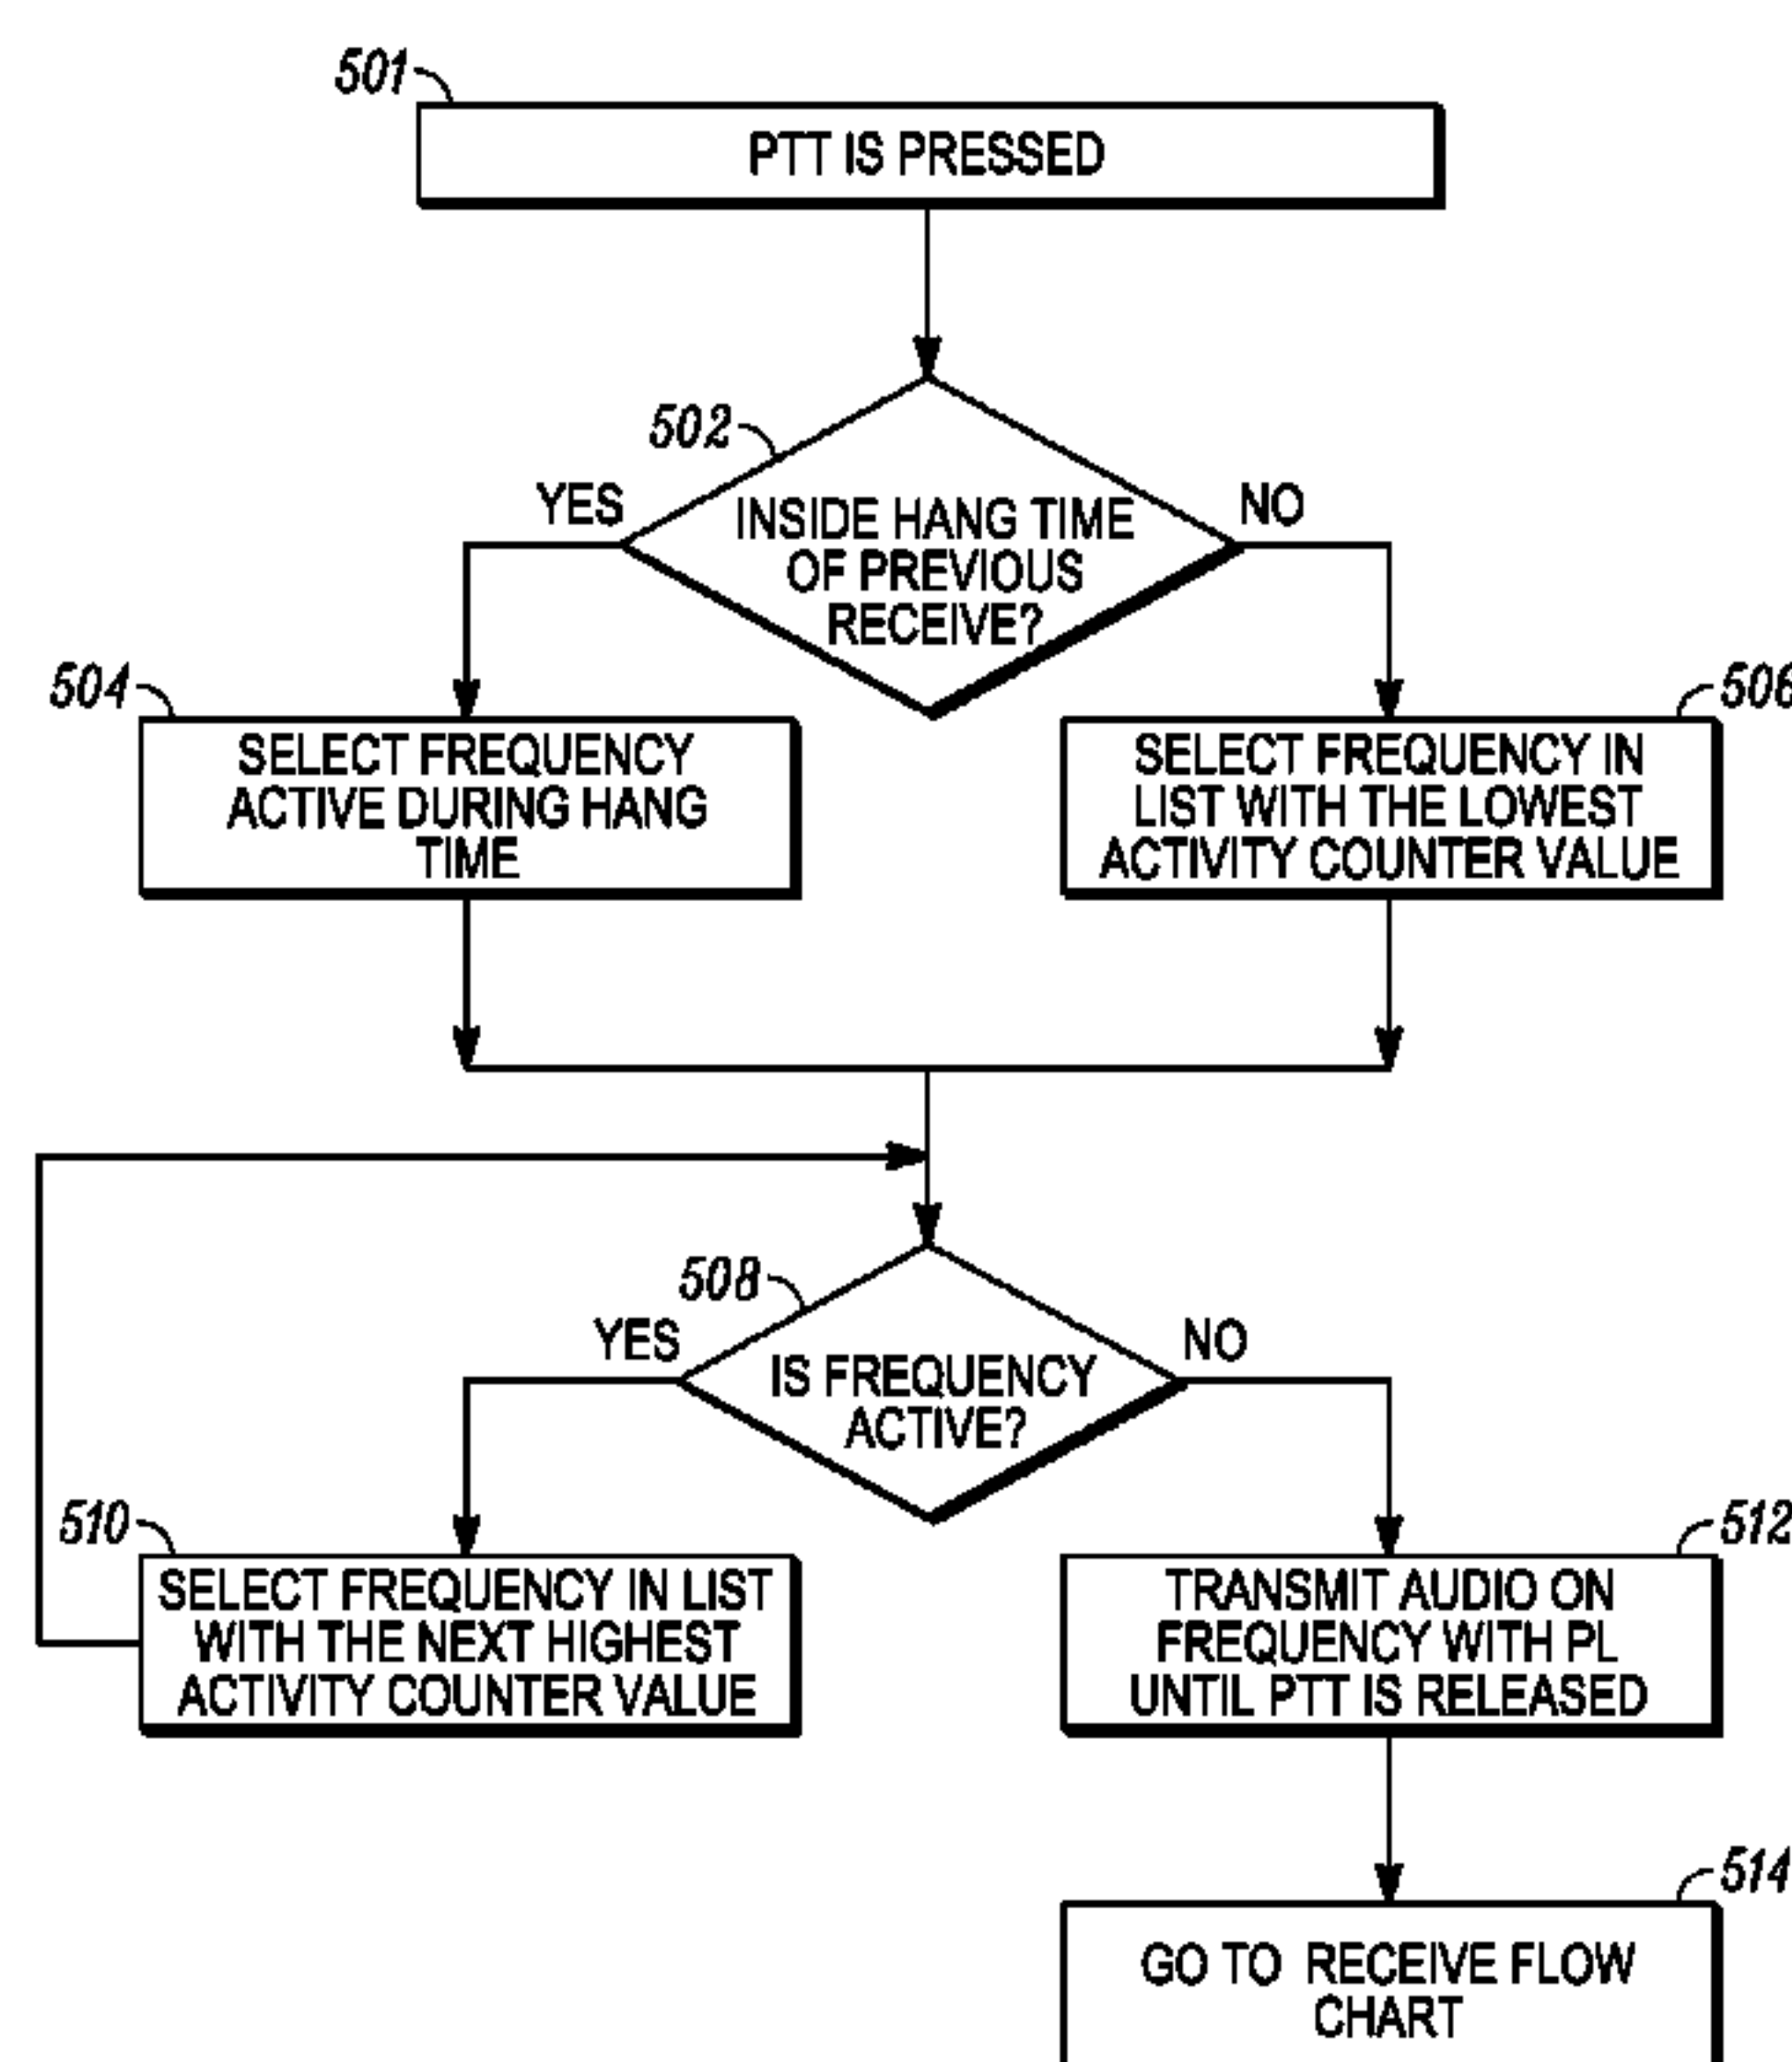 501
PTT IS PRESSED
502
YES
NO
INSIDE HANG TIME
OF PREVIOUS
RECEIVE?
504
506
SELECT FREQUENCY
ACTIVE DURING HANG
TIME
SELECT FREQUENCY IN
LIST WITH THE LOWEST
ACTIVITY COUNTER VALUE
508
YES
NO
IS FREQUENCY
ACTIVE?
510
512
SELECT FREQUENCY IN LIST
WITH THE NEXT HIGHEST
ACTIVITY COUNTER VALUE
TRANSMIT AUDIO ON
FREQUENCY WITH PL
UNTIL PTT IS RELEASED
514
GO TO RECEIVE FLOW
CHART